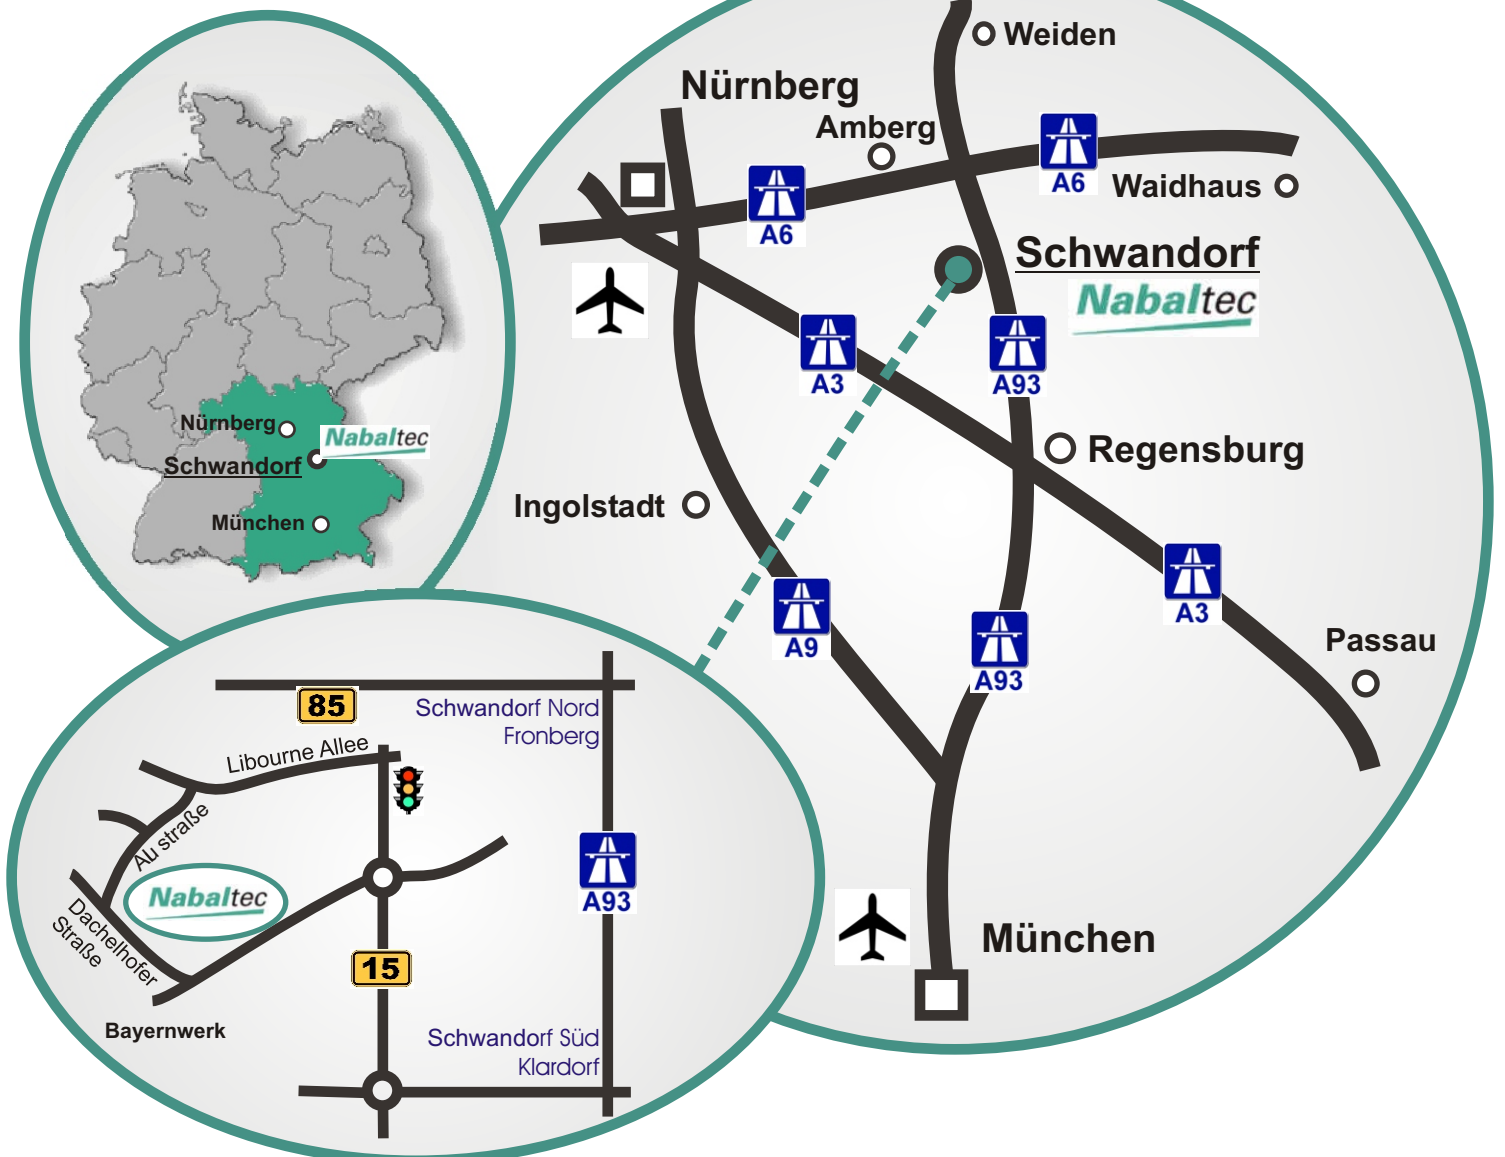 Nürnberg
Nabaltec
Schwandorf
München
Weiden
Nürnberg
Amberg
A6
A6
Waidhaus
Schwandorf
Nabaltec
A3
A93
Regensburg
Ingolstadt
A3
A9
A93
Passau
München
85
Schwandorf Nord
Fronberg
Libourne Allee
Au straße
Nabaltec
A93
Dachelhofer
Straße
15
Bayernwerk
Schwandorf Süd
Klardorf